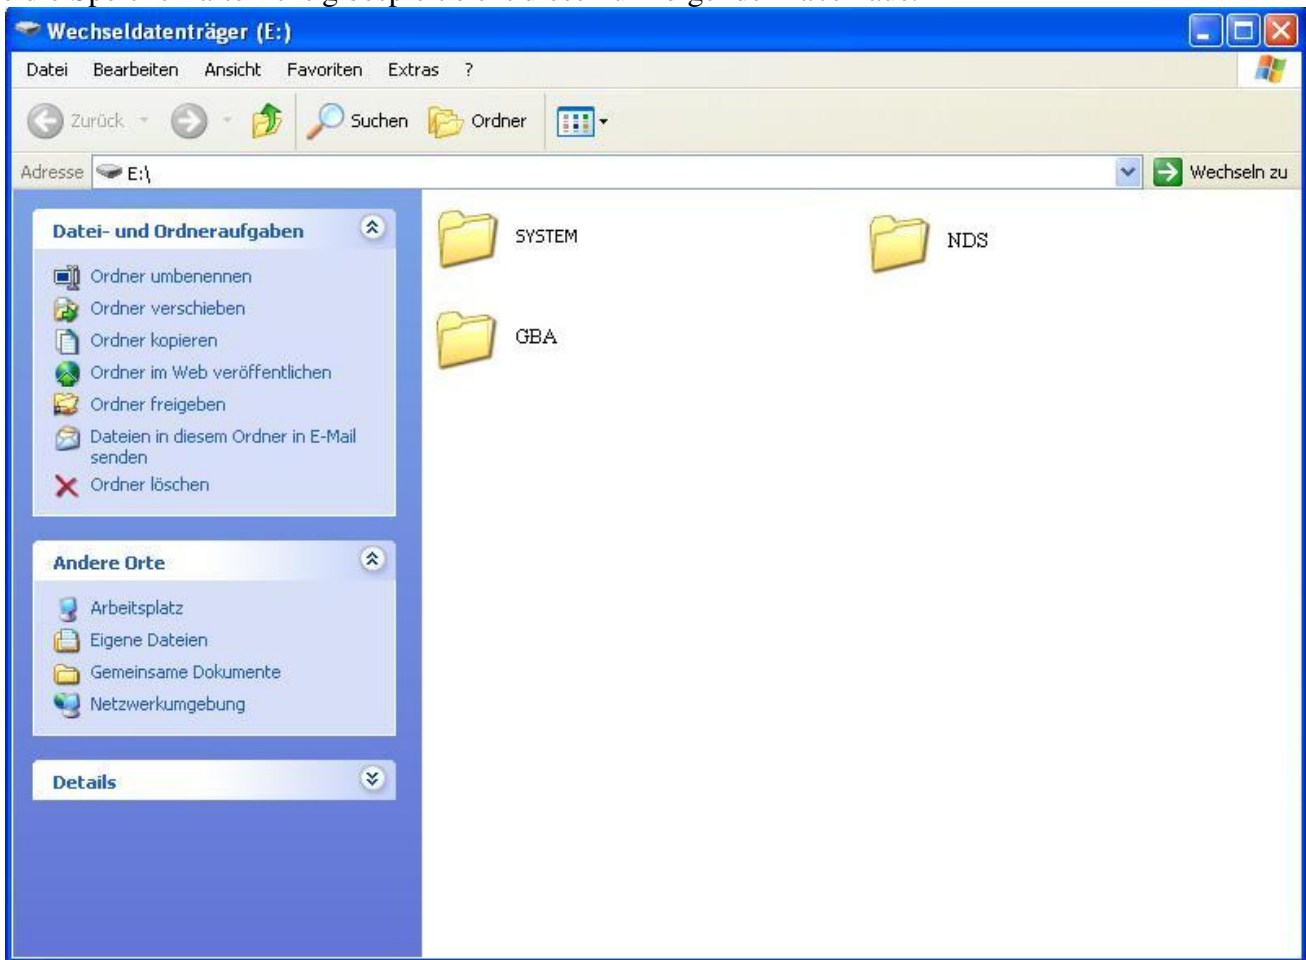 Wechseldatenträger (E:)
Datei Bearbeiten Ansicht Favoriten Extras ?
Zurück Suchen Ordner
Adresse E:\ Wechseln zu
Datei- und Ordneraufgaben
Ordner umbenennen
Ordner verschieben
Ordner kopieren
Ordner im Web veröffentlichen
Ordner freigeben
Dateien in diesem Ordner in E-Mail
senden
Ordner löschen
Andere Orte
Arbeitsplatz
Eigene Dateien
Gemeinsame Dokumente
Netzwerkumgebung
Details
SYSTEM
NDS
GBA